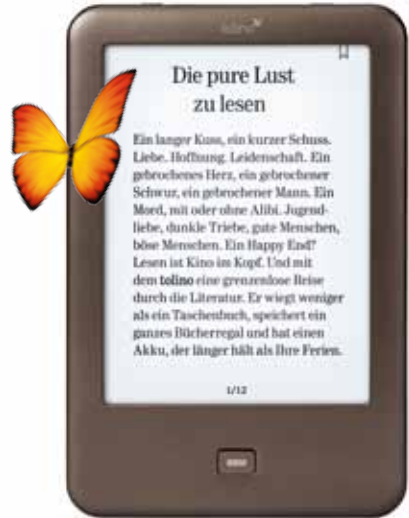 Die pure Lust
zu lesen
Ein langer Kuss, ein kurzer Schuss.
Liebe. Hoffnung. Leidenschaft. Ein
gebrochenes Herz, ein gebrochener
Schwur, ein gebrochener Mann. Ein
Mord, mit oder ohne Alibi. Jugend-
liebe, dunkle Triebe, gute Menschen,
böse Menschen. Ein Happy End?
Lesen ist Kino im Kopf. Und mit
dem tolino eine grenzenlose Reise
durch die Literatur. Er wiegt weniger
als ein Taschenbuch, speichert ein
ganzes Bücherregal und hat einen
Akku, der länger hält als Ihre Ferien.
1/12